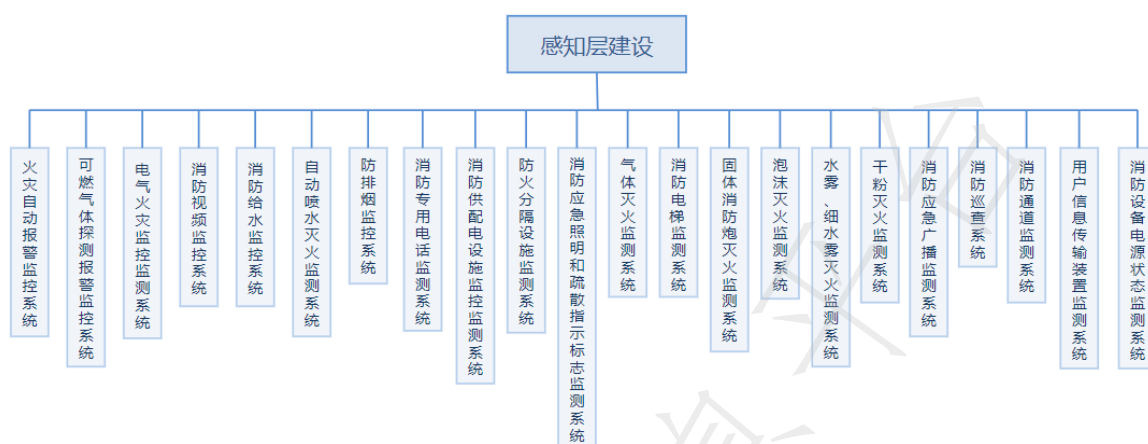 感知层建设
火灾自动报警监控系统
可燃气体探测报警监控系统
电气火灾监控监测系统
消防视频监控系统
消防给水监控系统
自动喷水灭火监测系统
防排烟监控系统
消防专用电话监测系统
消防供配电设施监控监测系统
防火分隔设施监测系统
消防应急照明和疏散指示标志监测系统
气体灭火监测系统
消防电梯监测系统
固体消防炮灭火监测系统
泡沫灭火监测系统
水雾、细水雾灭火监测系统
干粉灭火监测系统
消防应急广播监测系统
消防巡查系统
消防通道监测系统
用户信息传输装置监测系统
消防设备电源状态监测系统